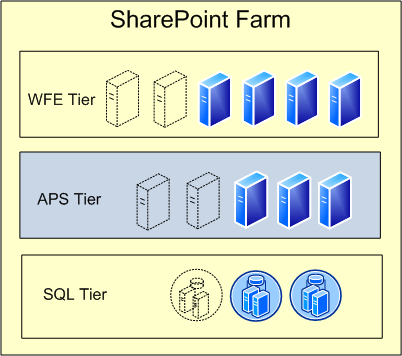 SharePoint Farm
WFE Tier
APS Tier
SQL Tier